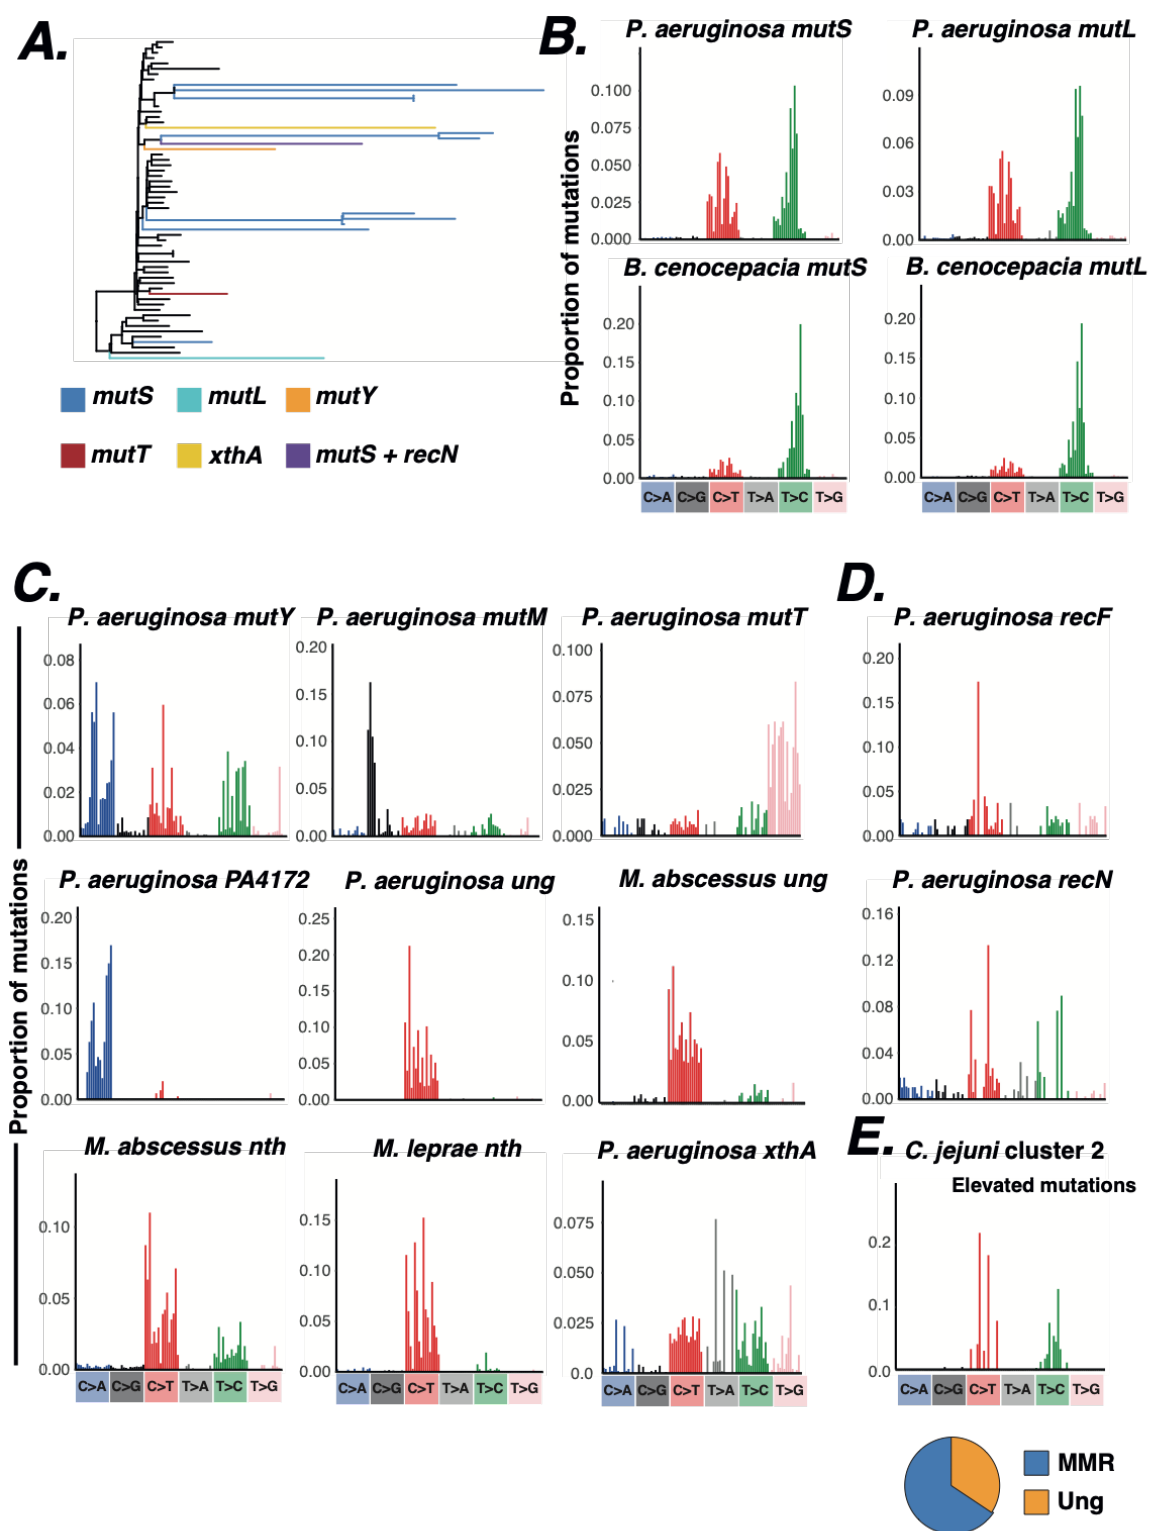 A.
mutS mutL mutY
mutT xthA mutS + recN
B.
Proportion of mutations
P. aeruginosa mutS
0.100
0.075
0.050
0.025
0.000
P. aeruginosa mutL
0.09
0.06
0.03
0.00
B. cenocepacia mutS
0.20
0.15
0.10
0.05
0.00
C>A C>G C>T T>A T>C T>G
B. cenocepacia mutL
0.20
0.15
0.10
0.05
0.00
C>A C>G C>T T>A T>C T>G
C.
Proportion of mutations
P. aeruginosa mutY
0.08
0.06
0.04
0.02
0.00
P. aeruginosa mutM
0.20
0.15
0.10
0.05
0.00
P. aeruginosa mutT
0.100
0.075
0.050
0.025
0.000
P. aeruginosa PA4172
0.20
0.15
0.10
0.05
0.00
P. aeruginosa ung
0.25
0.20
0.15
0.10
0.05
0.00
M. abscessus ung
0.15
0.10
0.05
0.00
M. abscessus nth
0.10
0.05
0.00
C>A C>G C>T T>A T>C T>G
M. leprae nth
0.15
0.10
0.05
0.00
C>A C>G C>T T>A T>C T>G
P. aeruginosa xthA
0.075
0.050
0.025
0.0
C>A C>G C>T T>A T>C T>G
D.
P. aeruginosa recF
0.20
0.15
0.10
0.05
0.00
P. aeruginosa recN
0.16
0.12
0.08
0.04
0.00
E.
C. jejuni cluster 2
Elevated mutations
0.2
0.1
0.0
C>A C>G C>T T>A T>C T>G
MMR
Ung